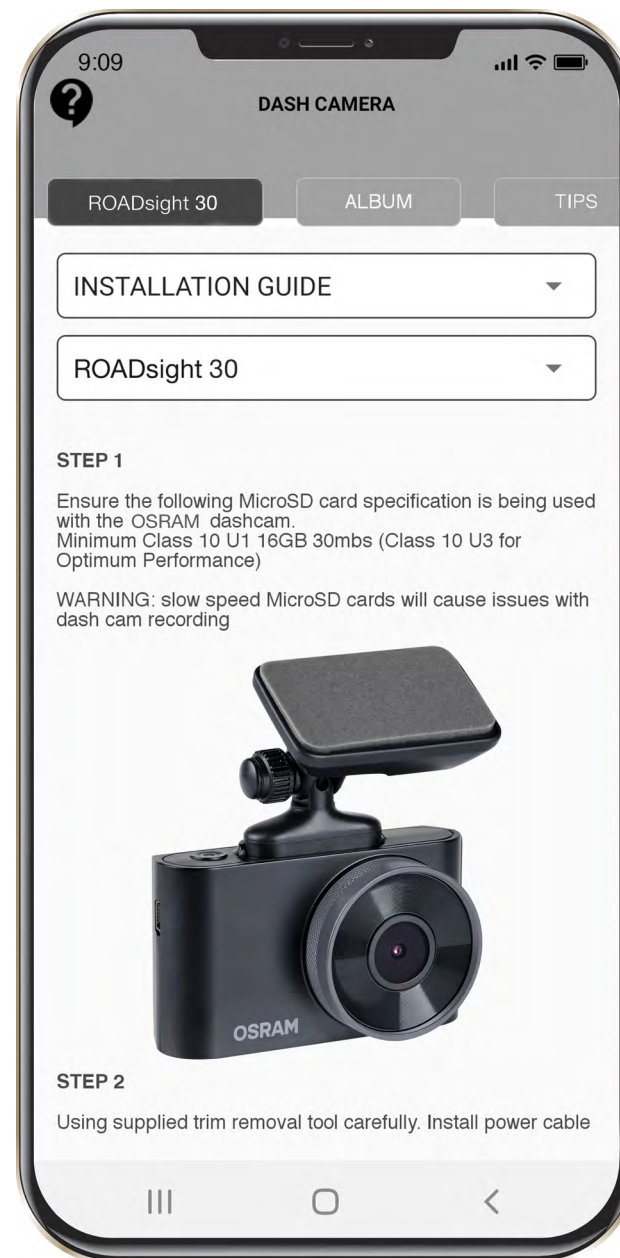 9:09
DASH CAMERA
ROADsight 30
ALBUM
TIPS
INSTALLATION GUIDE
ROADsight 30
STEP 1
Ensure the following MicroSD card specification is being used
with the OSRAM dashcam.
Minimum Class 10 U1 16GB 30mbs (Class 10 U3 for
Optimum Performance)
WARNING: slow speed MicroSD cards will cause issues with
dash cam recording
OSRAM
STEP 2
Using supplied trim removal tool carefully. Install power cable